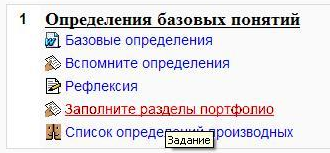 1 Определения базовых понятий
Базовые определения
Вспомните определения
Рефлексия
Заполните разделы портфолио
Список определений производных
Задание